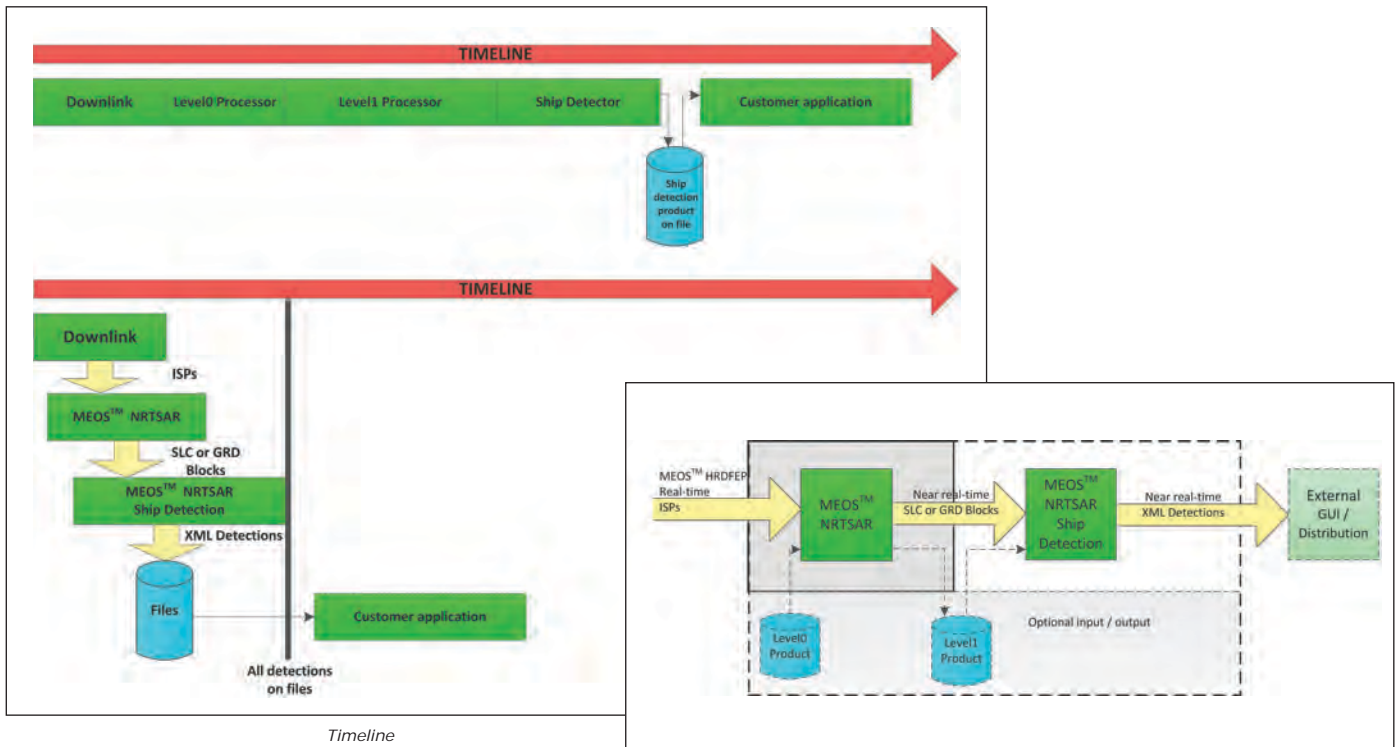 TIMELINE
Downlink
Level0 Processor
Level1 Processor
Ship Detector
Customer application
Ship
detection
product
on file
TIMELINE
Downlink
ISPs
MEOS™ NRTSAR
SLC or GRD
Blocks
MEOS™ NRTSAR
Ship Detection
XML Detections
Files
Customer application
All detections
on files
Timeline
MEOS™ HRDFEP
Real-time
ISPs
MEOS™
NRTSAR
Near real-time
SLC or GRD Blocks
MEOS™
NRTSAR
Ship
Detection
Near real-time
XML Detections
External
GUI /
Distribution
Level0
Product
Level1
Product
Optional input / output